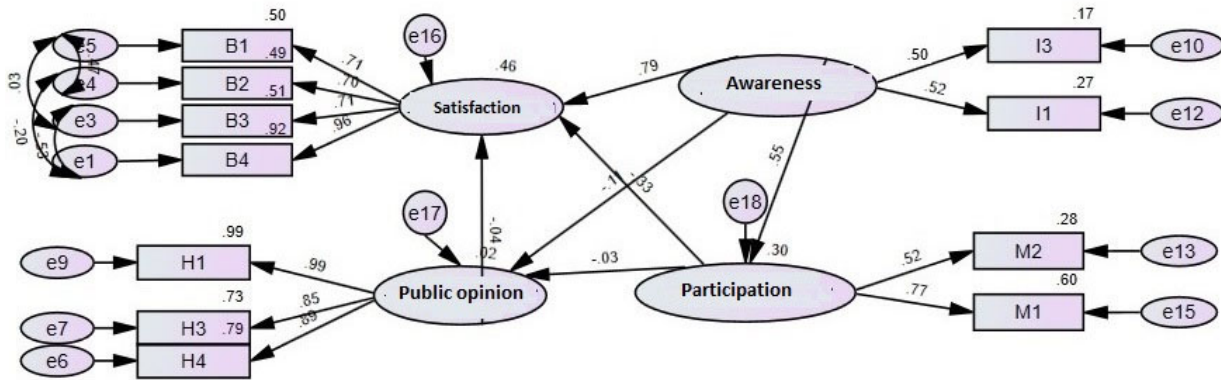 .50
e5
B1
.49
e4
B2
.51
e3
B3
.92
e1
B4
.47
.03
-.20
-.53
.71
.70
.71
.96
e16
.46
Satisfaction
.79
Awareness
.50
.52
.17
I3
e10
.27
I1
e12
.55
-.11
-.33
-.04
e17
.02
Public opinion
-.03
e18
.30
Participation
.52
.77
.28
M2
e13
.60
M1
e15
.99
e9
H1
.99
.73
e7
H3
.79
e6
H4
.85
.89